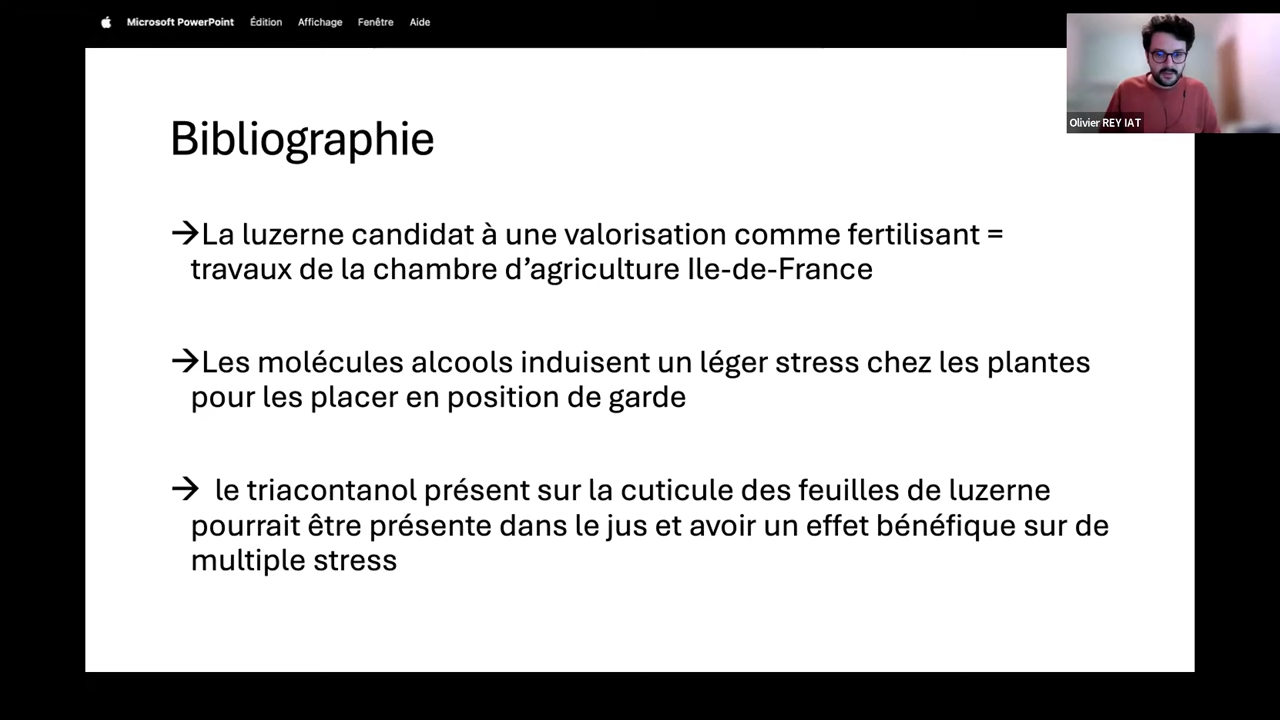 Microsoft PowerPoint Édition Affichage Fenêtre Aide
Olivier REY IAT
Bibliographie
→La luzerne candidat à une valorisation comme fertilisant =
travaux de la chambre d’agriculture Ile-de-France
→Les molécules alcools induisent un léger stress chez les plantes
pour les placer en position de garde
→ le triacontanol présent sur la cuticule des feuilles de luzerne
pourrait être présente dans le jus et avoir un effet bénéfique sur de
multiple stress